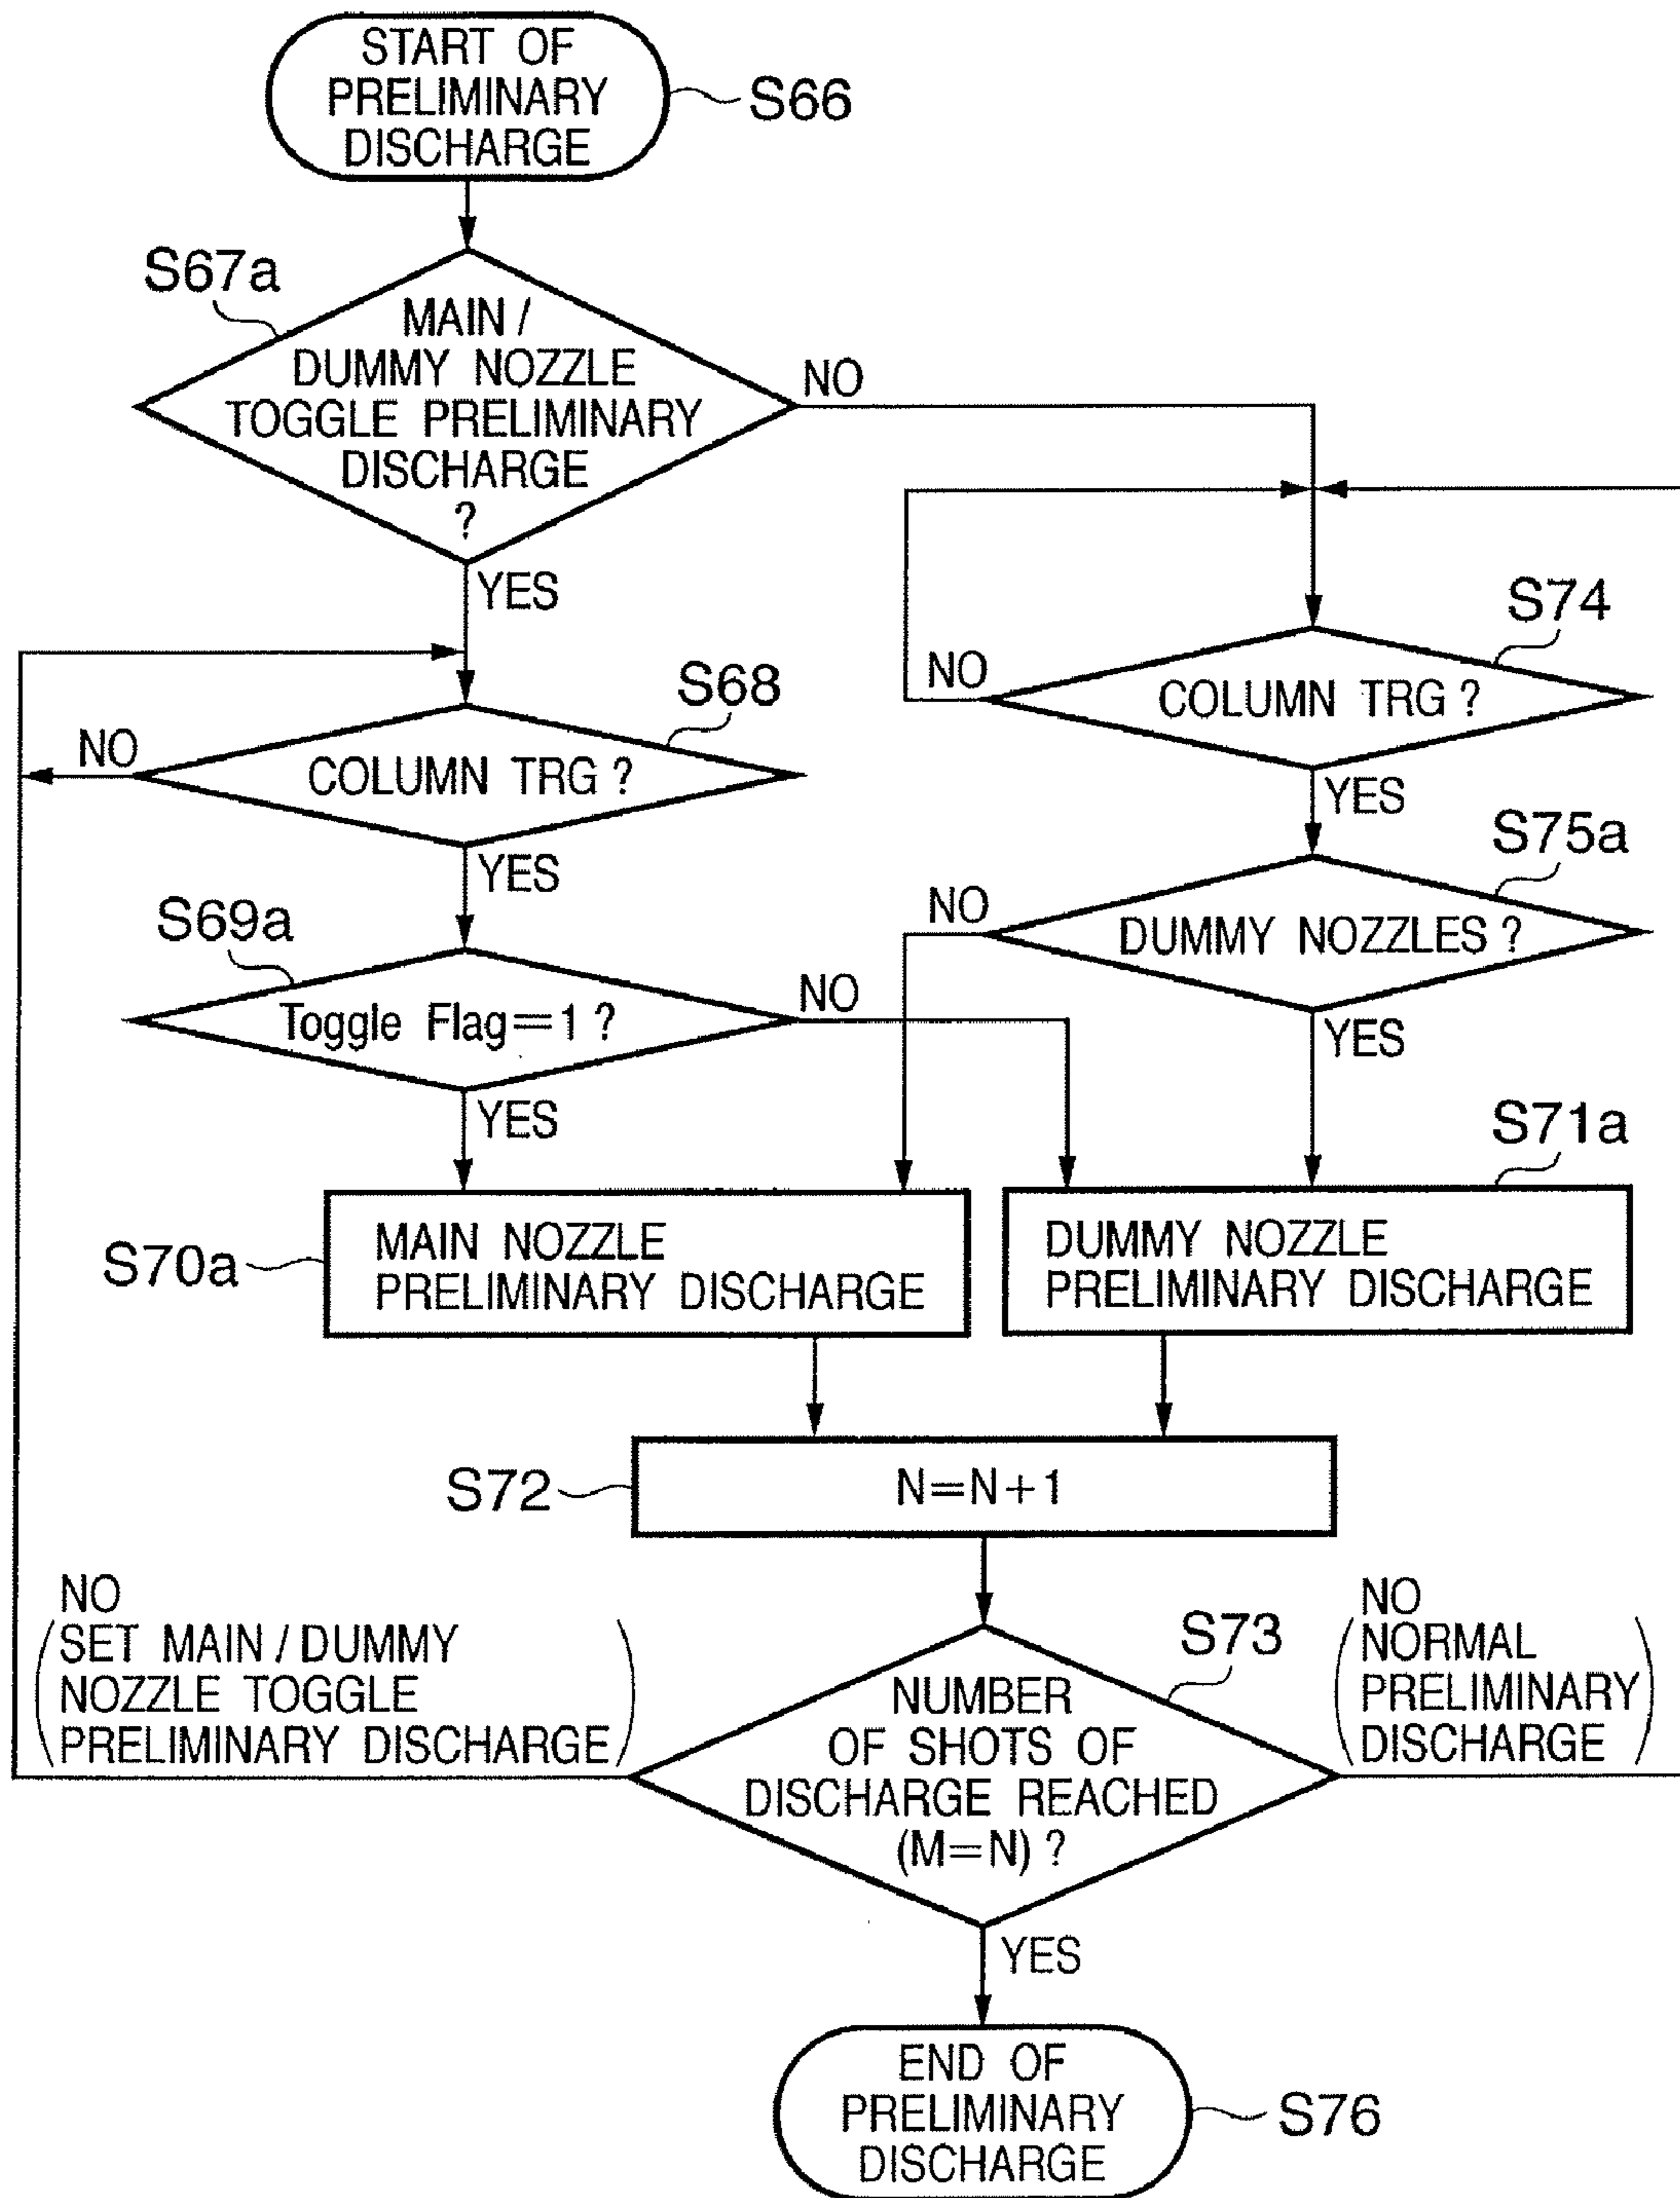 START OF
PRELIMINARY
DISCHARGE
S66
S67a
MAIN /
DUMMY NOZZLE
TOGGLE PRELIMINARY
DISCHARGE
?
NO
YES
S74
NO
COLUMN TRG ?
YES
S68
NO
COLUMN TRG ?
YES
S75a
NO
DUMMY NOZZLES ?
YES
S69a
NO
Toggle Flag=1 ?
YES
S71a
S70a
MAIN NOZZLE
PRELIMINARY DISCHARGE
DUMMY NOZZLE
PRELIMINARY DISCHARGE
S72
N=N+1
NO
(SET MAIN / DUMMY
NOZZLE TOGGLE
PRELIMINARY DISCHARGE)
S73
NUMBER
OF SHOTS OF
DISCHARGE REACHED
(M=N) ?
NO
(NORMAL
PRELIMINARY
DISCHARGE)
YES
END OF
PRELIMINARY
DISCHARGE
S76